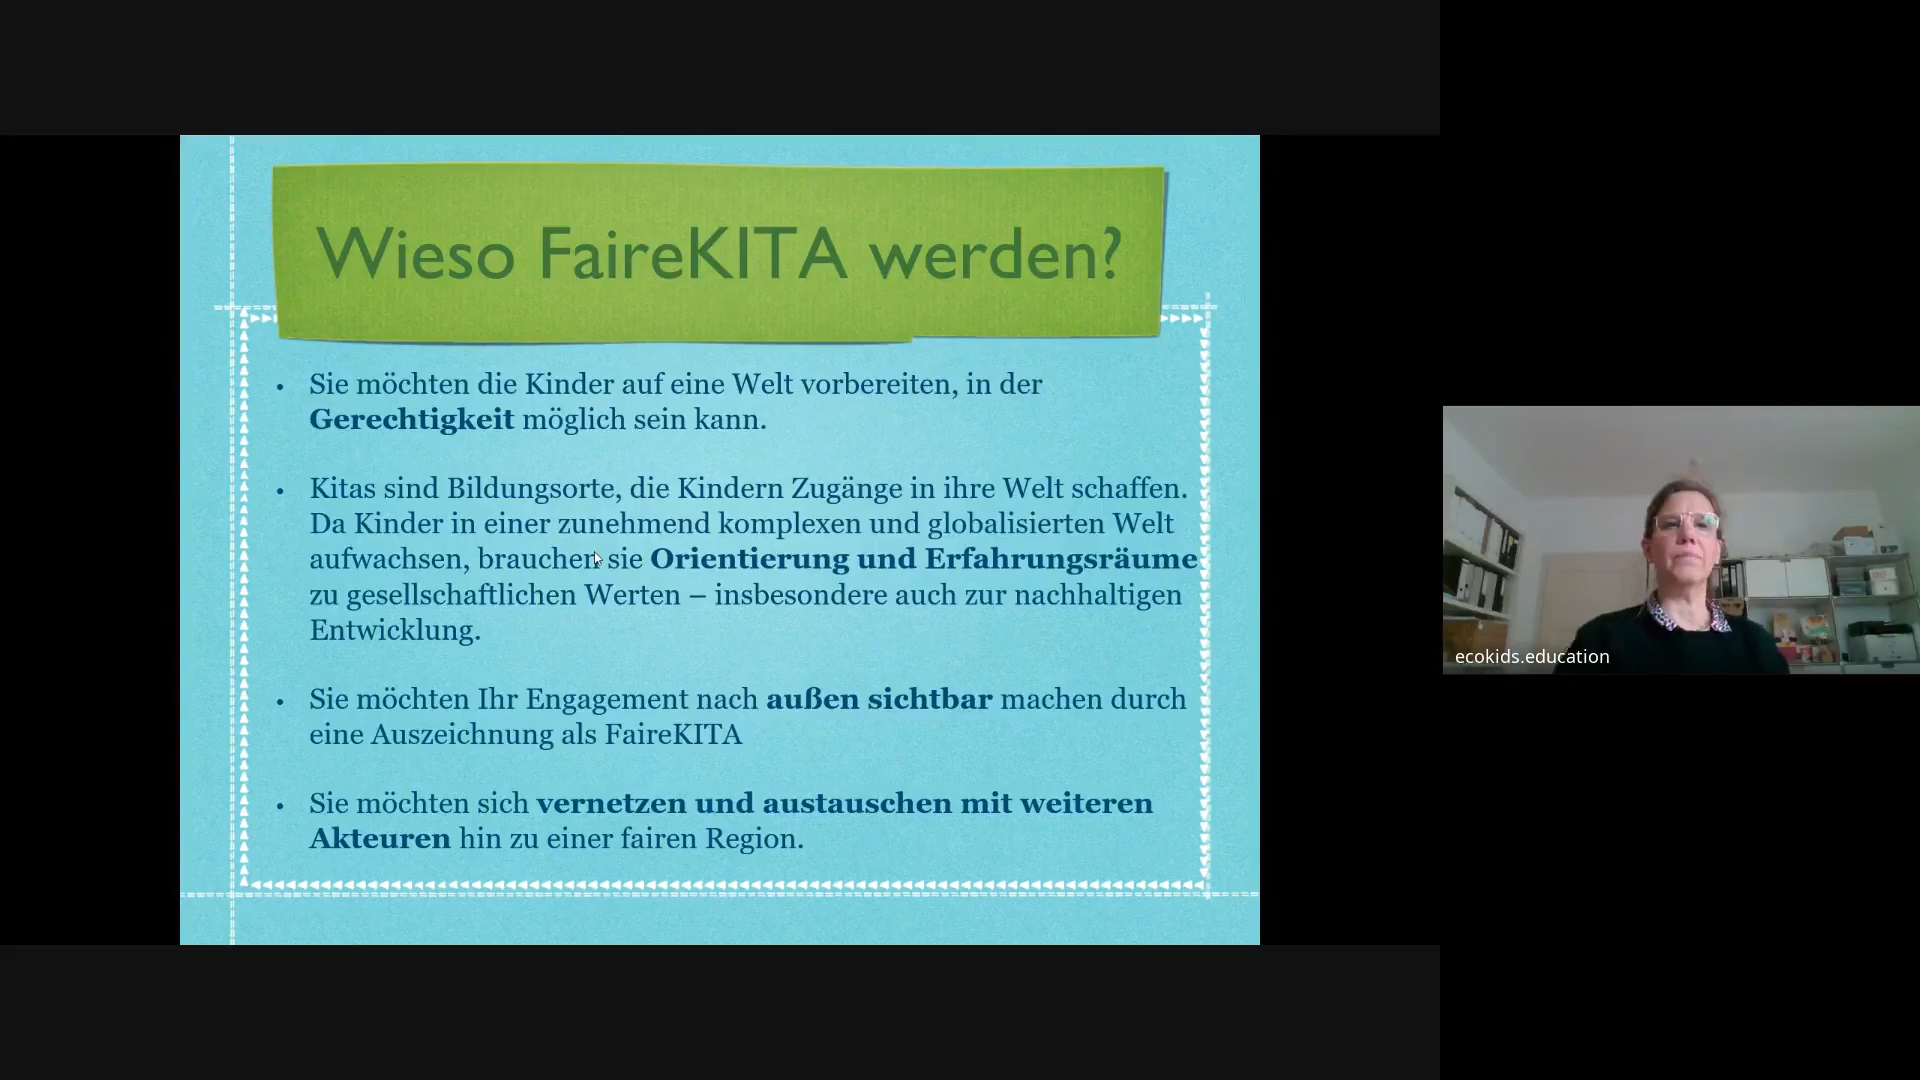 Wieso FaireKITA werden?
• Sie möchten die Kinder auf eine Welt vorbereiten, in der
Gerechtigkeit möglich sein kann.
• Kitas sind Bildungsorte, die Kindern Zugänge in ihre Welt schaffen.
Da Kinder in einer zunehmend komplexen und globalisierten Welt
aufwachsen, brauchen sie Orientierung und Erfahrungsräume
zu gesellschaftlichen Werten – insbesondere auch zur nachhaltigen
Entwicklung.
• Sie möchten Ihr Engagement nach außen sichtbar machen durch
eine Auszeichnung als FaireKITA
• Sie möchten sich vernetzen und austauschen mit weiteren
Akteuren hin zu einer fairen Region.
ecokids.education